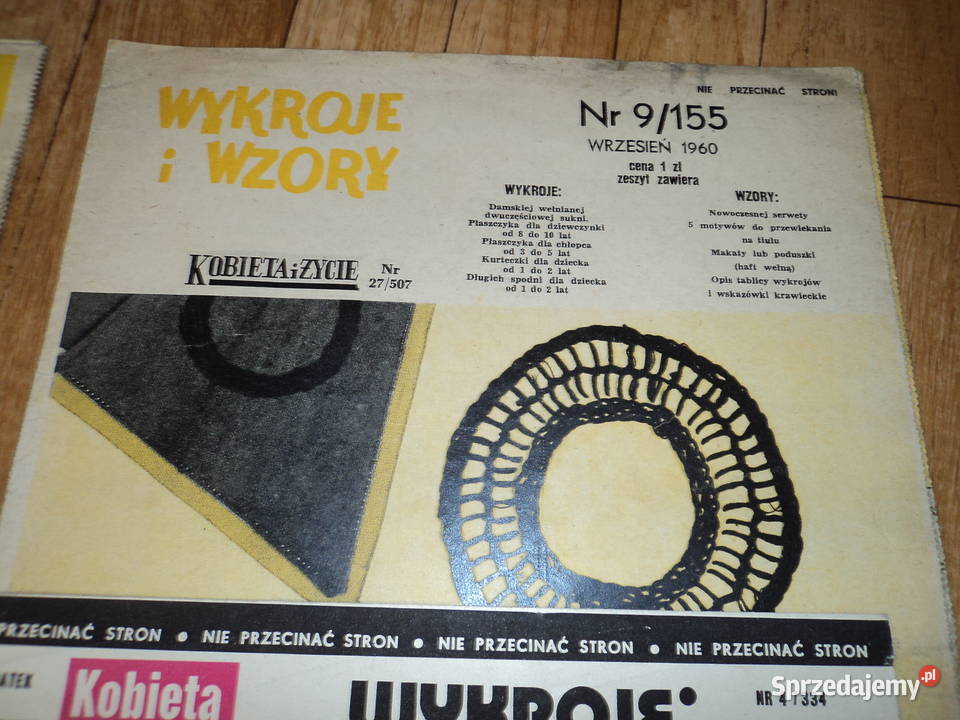 NIE PRZECINAĆ STRON!
WYKROJE
i WZORY
Nr 9/155
WRZESIEŃ 1960
cena 1 zł
zeszyt zawiera
WYKROJE:
Damskiej wełnianej
dwuczęściowej sukni.
Płaszczyka dla dziewczynki
od 8 do 10 lat
Płaszczyka dla chłopca
od 3 do 5 lat
Kurteczki dla dziecka
od 1 do 2 lat
Długich spodni dla dziecka
od 1 do 2 lat
WZORY:
Nowoczesnej serwety
5 motywów do przewlekania
na tiulu
Makaty lub poduszki
(haft wełną)
Opis tablicy wykrojów
i wskazówki krawieckie
KOBIETA i ŻYCIE Nr
27/507
PRZECINAĆ STRON • NIE PRZECINAĆ STRON • NIE PRZECINAĆ STRON • NIE PRZECINAĆ STRON
ATEK
Kobieta
WYKROJE
NR 4/334
Sprzedajemy.pl